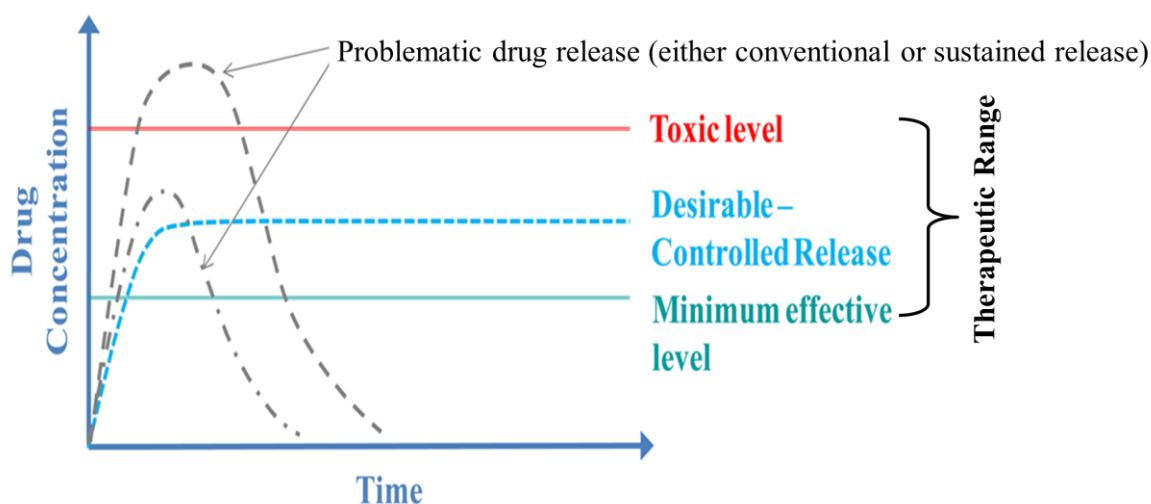 Problematic drug release (either conventional or sustained release)
Toxic level
Desirable –
Controlled Release
Minimum effective
level
Therapeutic Range
Drug
Concentration
Time